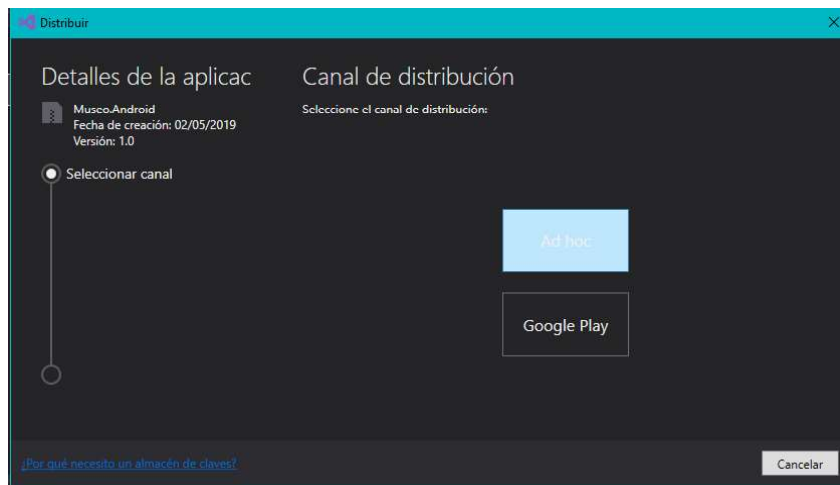 Distribuir
Detalles de la aplicac
Museo.Android
Fecha de creación: 02/05/2019
Versión: 1.0
Seleccionar canal
Canal de distribución
Seleccione el canal de distribución:
Ad hoc
Google Play
¿Por qué necesito un almacén de claves?
Cancelar